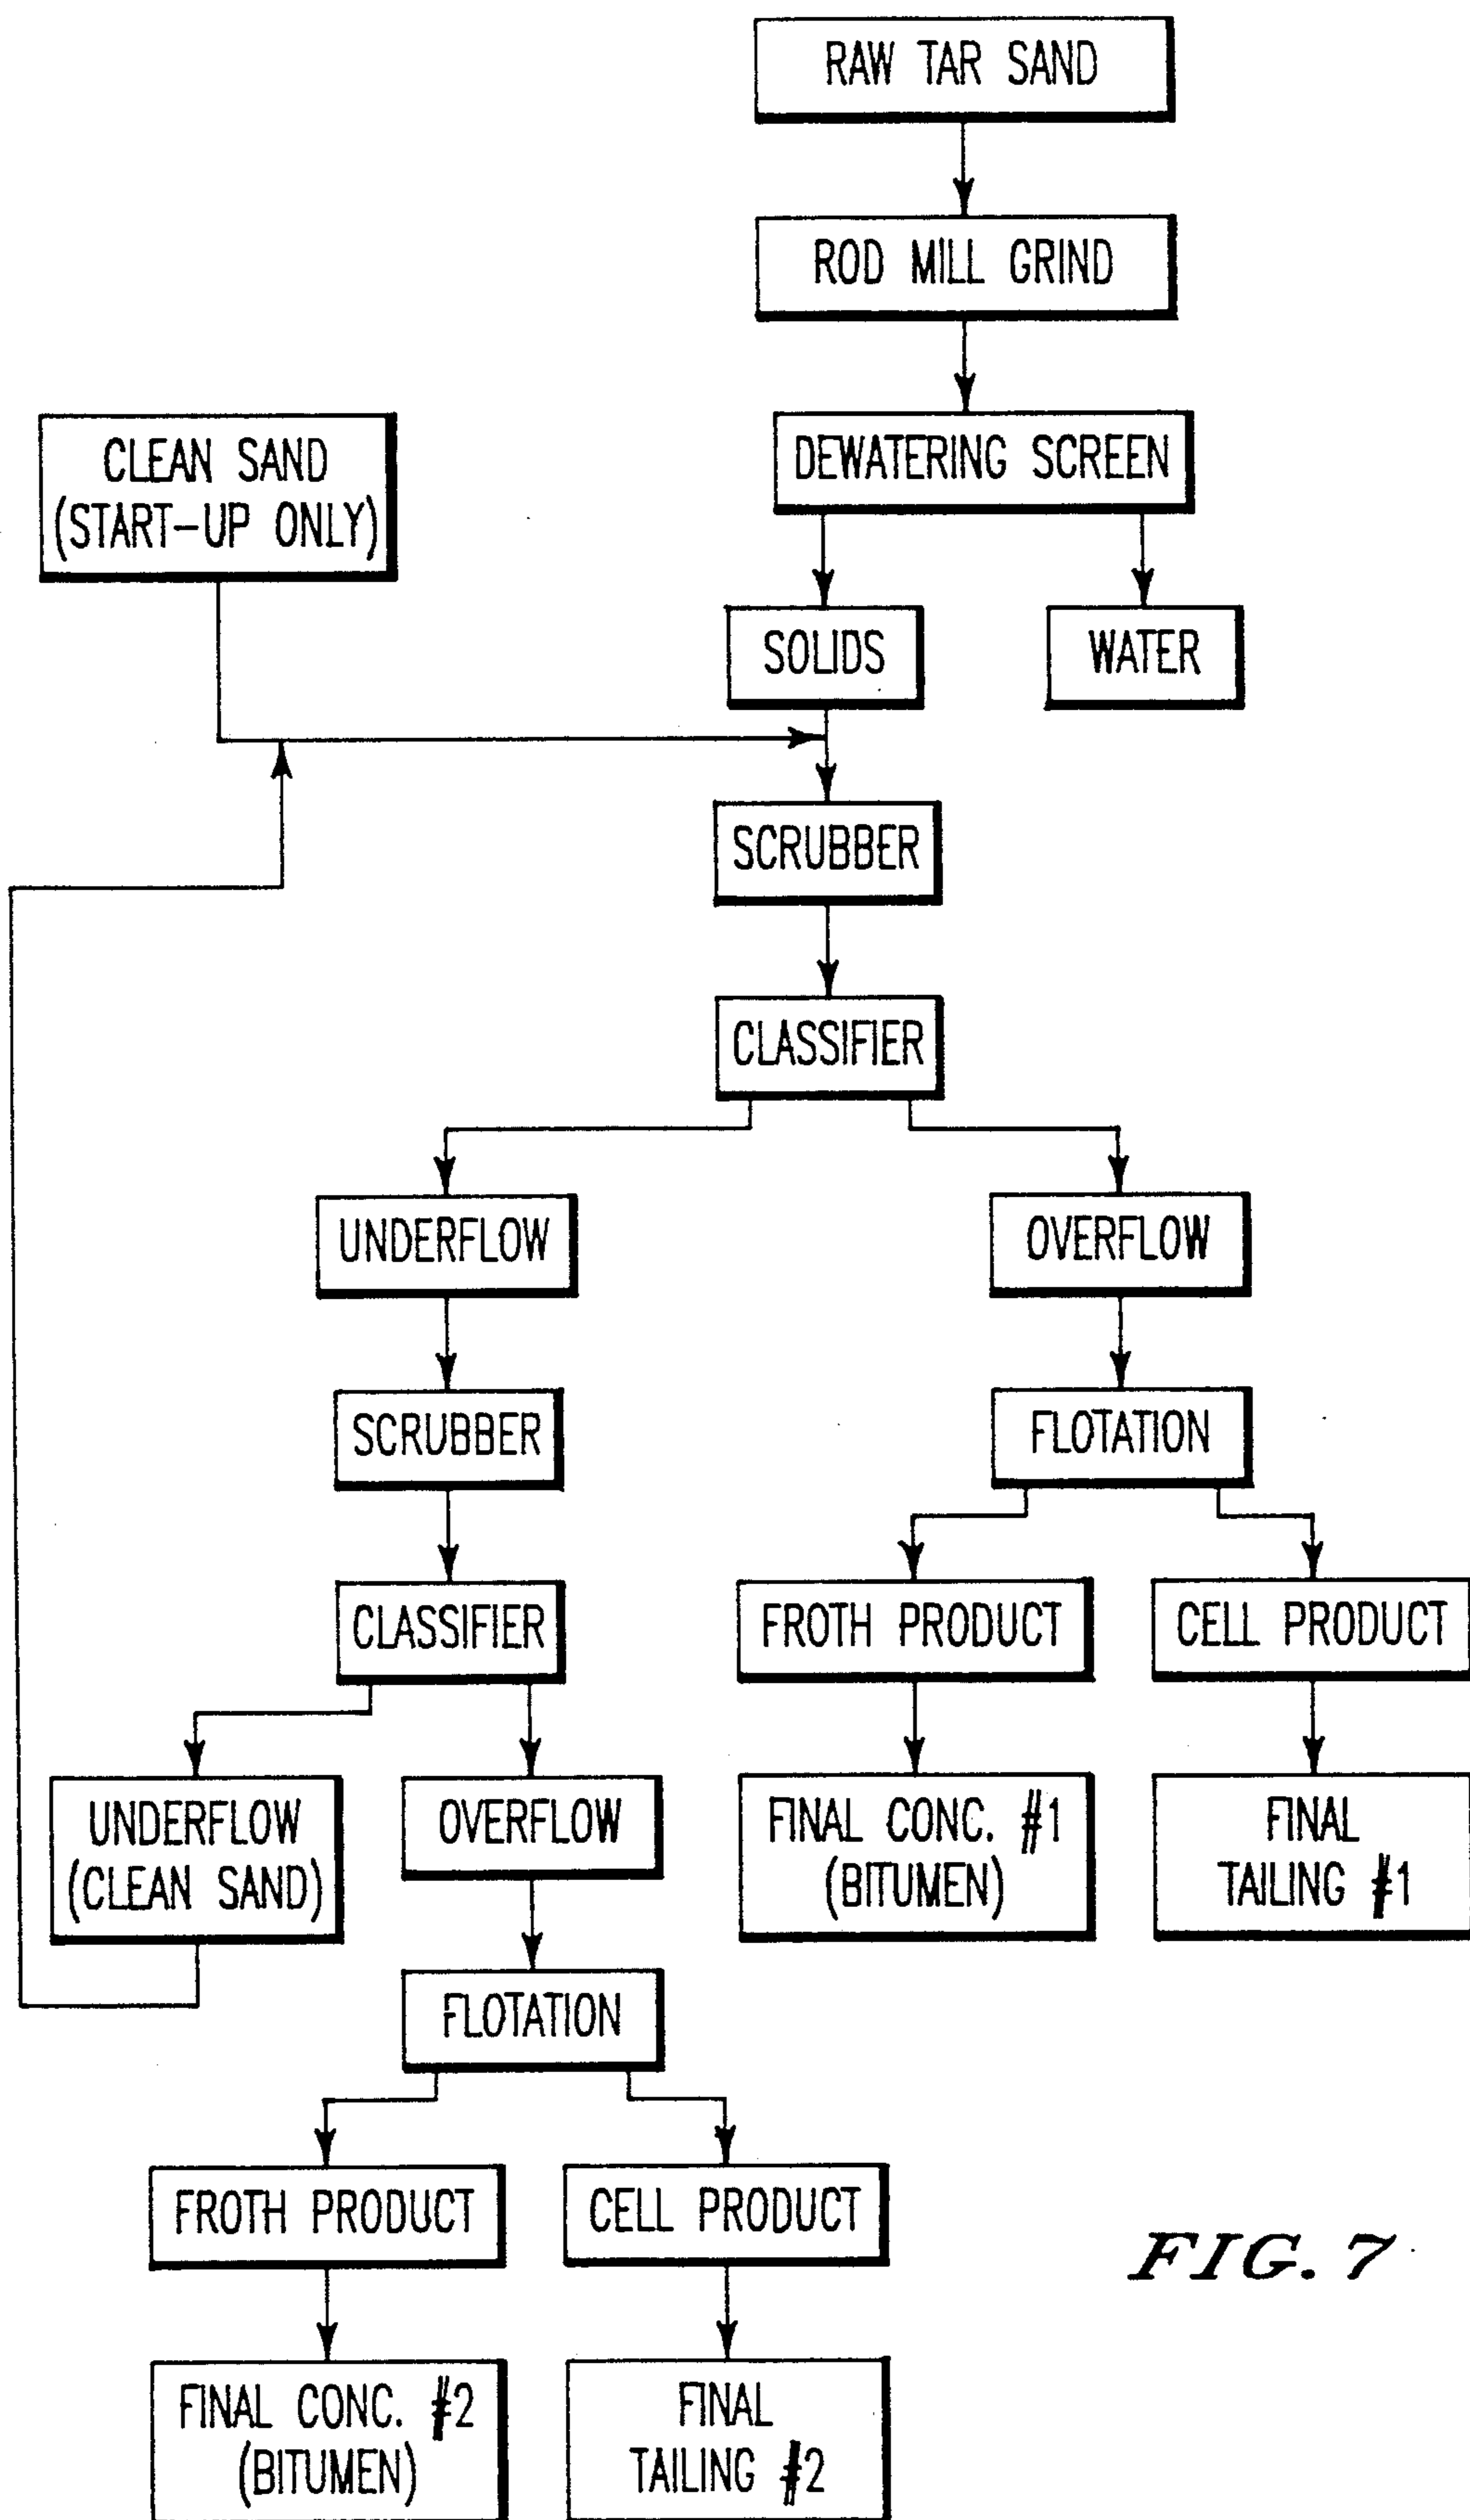 RAW TAR SAND
ROD MILL GRIND
DEWATERING SCREEN
CLEAN SAND
(START-UP ONLY)
SOLIDS
WATER
SCRUBBER
CLASSIFIER
UNDERFLOW
OVERFLOW
SCRUBBER
FLOTATION
CLASSIFIER
FROTH PRODUCT
CELL PRODUCT
UNDERFLOW
(CLEAN SAND)
OVERFLOW
FINAL CONC. #1
(BITUMEN)
FINAL
TAILING #1
FLOTATION
FROTH PRODUCT
CELL PRODUCT
FINAL CONC. #2
(BITUMEN)
FINAL
TAILING #2
FIG. 7